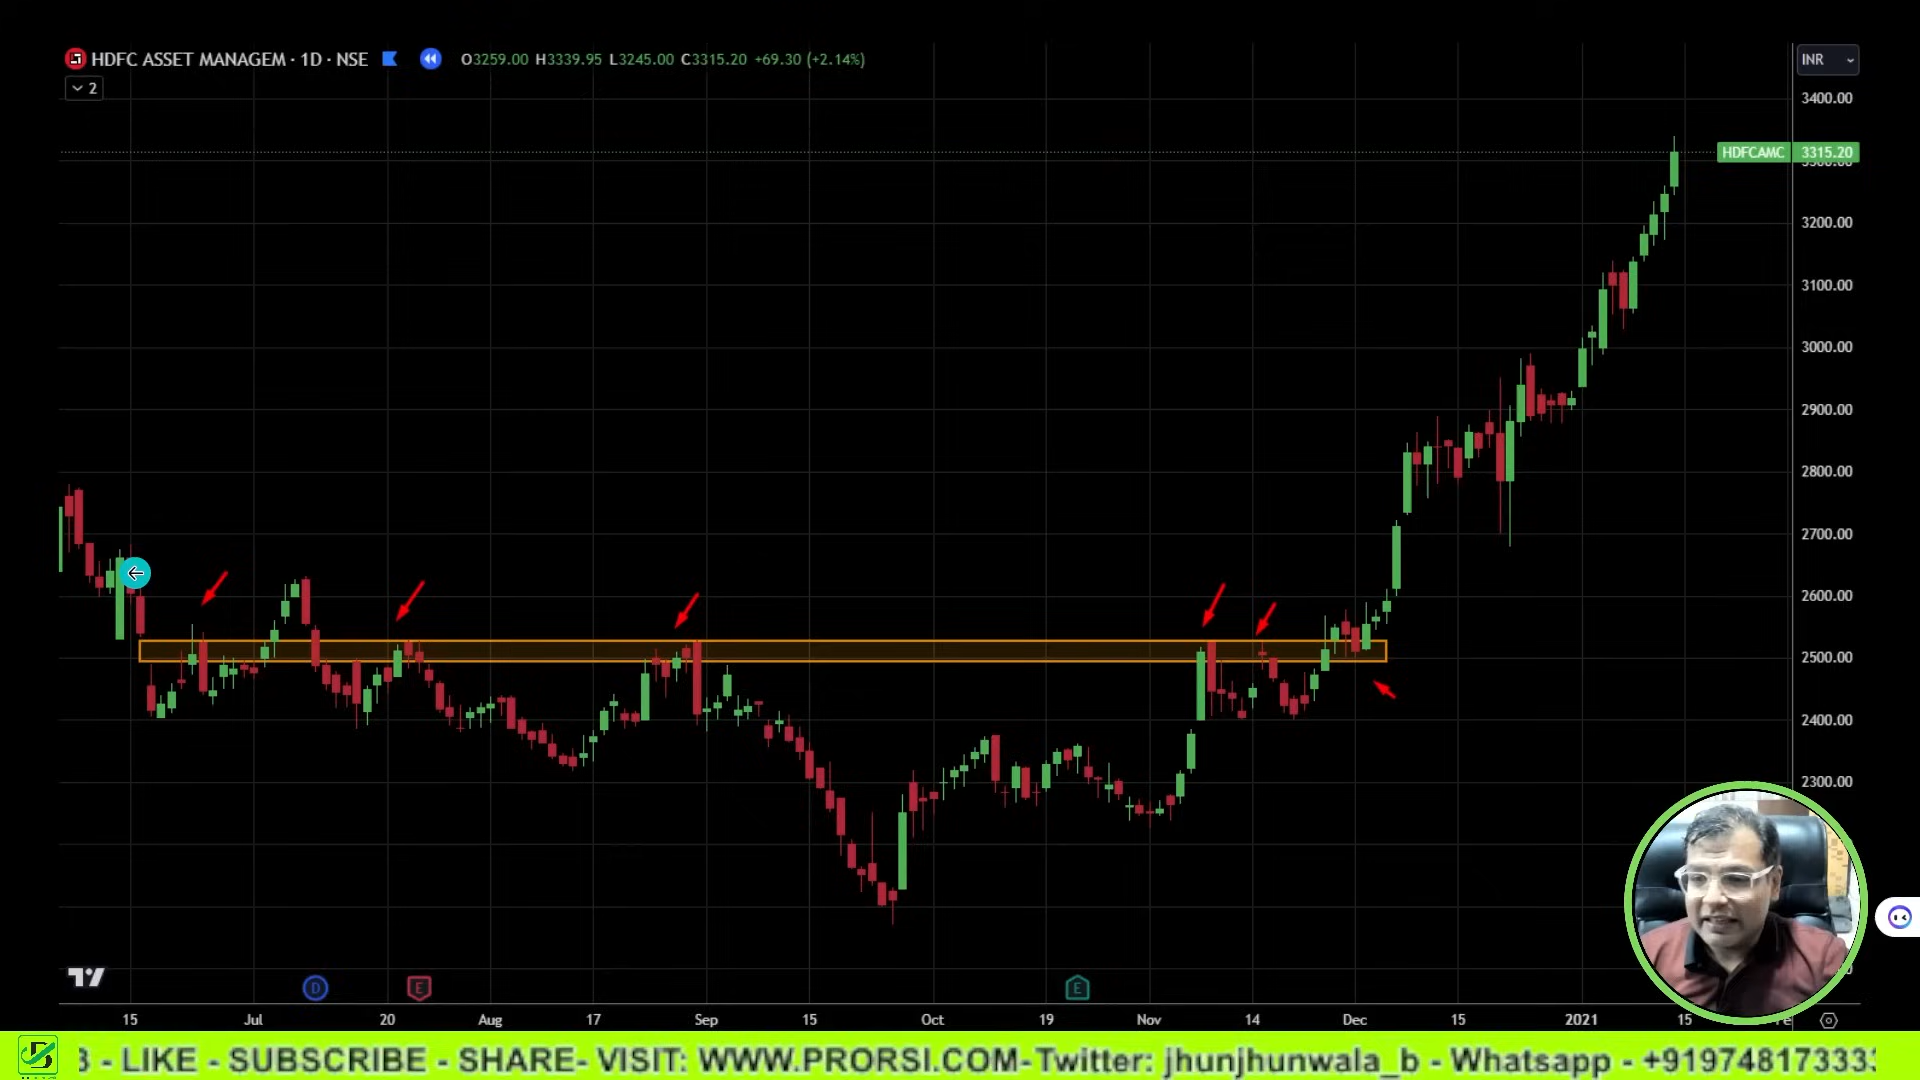 HDFC ASSET MANAGEM · 1D · NSE O3259.00 H3339.95 L3245.00 C3315.20 +69.30 (+2.14%)
INR
2
3400.00
HDFCAMC 3315.20
3200.00
3100.00
3000.00
2900.00
2800.00
2700.00
2600.00
2500.00
2400.00
2300.00
D E E
15 Jul 20 Aug 17 Sep 15 Oct 19 Nov 14 Dec 15 2021 15
- LIKE - SUBSCRIBE - SHARE- VISIT: WWW.PRORSI.COM-Twitter: jhunjhunwala_b - Whatsapp - +919748173333